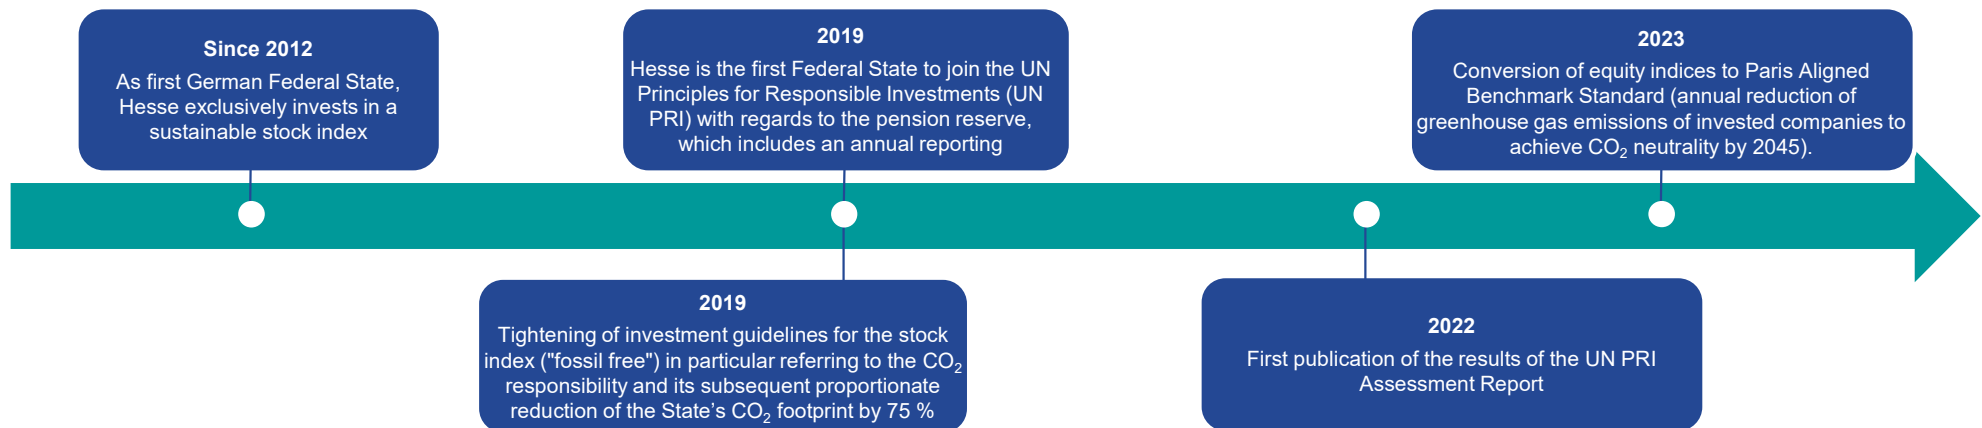 Since 2012
As first German Federal State,
Hesse exclusively invests in a
sustainable stock index
2019
Hesse is the first Federal State to join the UN
Principles for Responsible Investments (UN
PRI) with regards to the pension reserve,
which includes an annual reporting
2023
Conversion of equity indices to Paris Aligned
Benchmark Standard (annual reduction of
greenhouse gas emissions of invested companies to
achieve CO₂ neutrality by 2045).
2019
Tightening of investment guidelines for the stock
index ("fossil free") in particular referring to the CO₂
responsibility and its subsequent proportionate
reduction of the State’s CO₂ footprint by 75 %
2022
First publication of the results of the UN PRI
Assessment Report